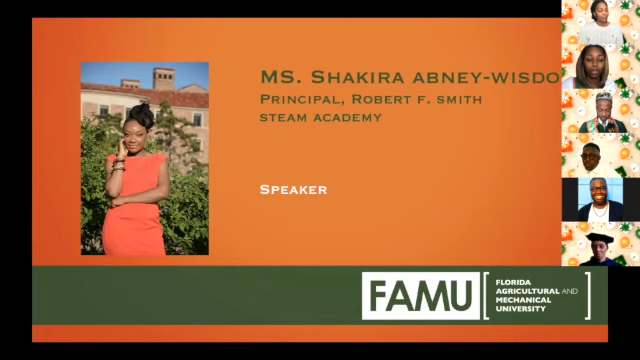 MS. SHAKIRA ABNEY-WISDO
PRINCIPAL, ROBERT F. SMITH
STEAM ACADEMY
SPEAKER
FAMU
FLORIDA
AGRICULTURAL AND
MECHANICAL
UNIVERSITY